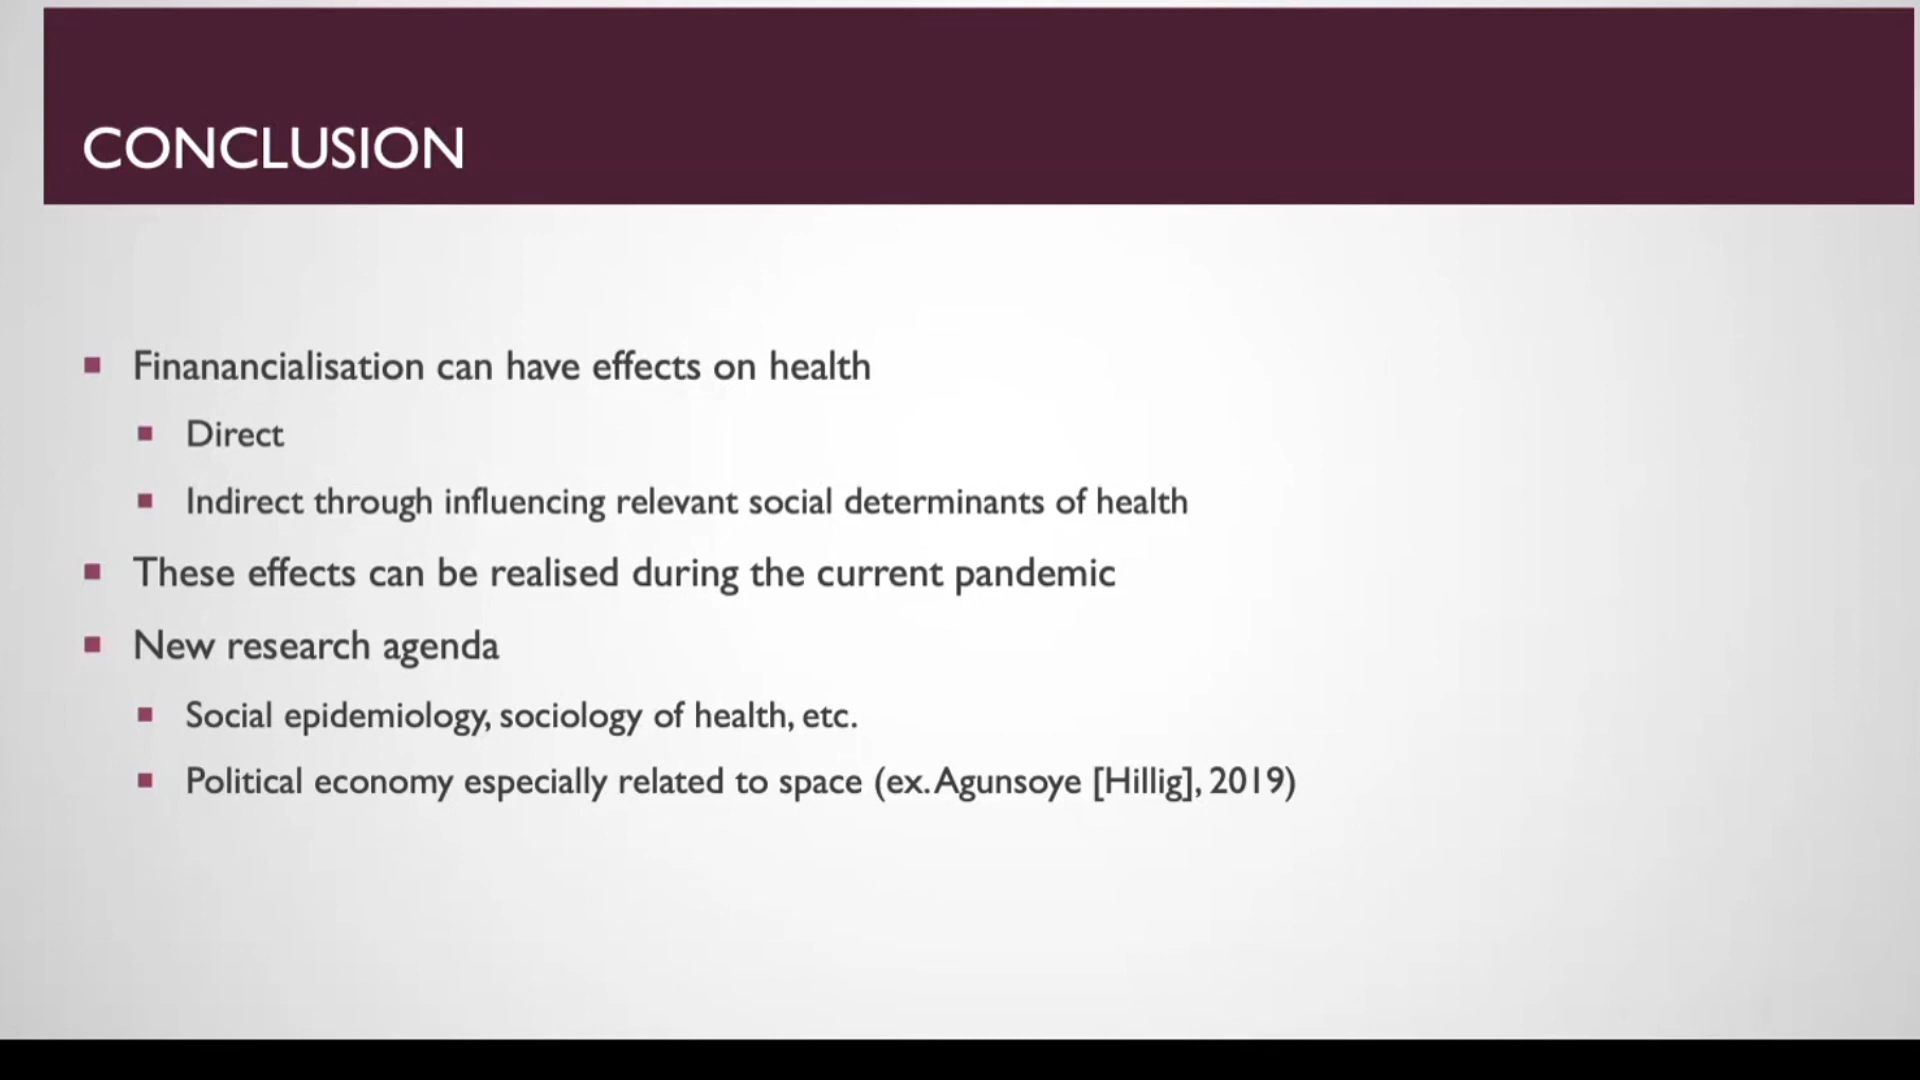 CONCLUSION
Finanancialisation can have effects on health
Direct
Indirect through influencing relevant social determinants of health
These effects can be realised during the current pandemic
New research agenda
Social epidemiology, sociology of health, etc.
Political economy especially related to space (ex. Agunsoye [Hillig], 2019)